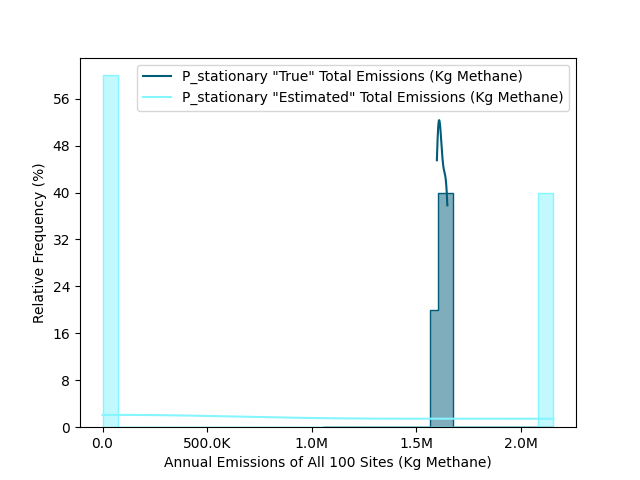 P_stationary "True" Total Emissions (Kg Methane)
P_stationary "Estimated" Total Emissions (Kg Methane)
Relative Frequency (%)
56
48
40
32
24
16
8
0
0.0 500.0K 1.0M 1.5M 2.0M
Annual Emissions of All 100 Sites (Kg Methane)